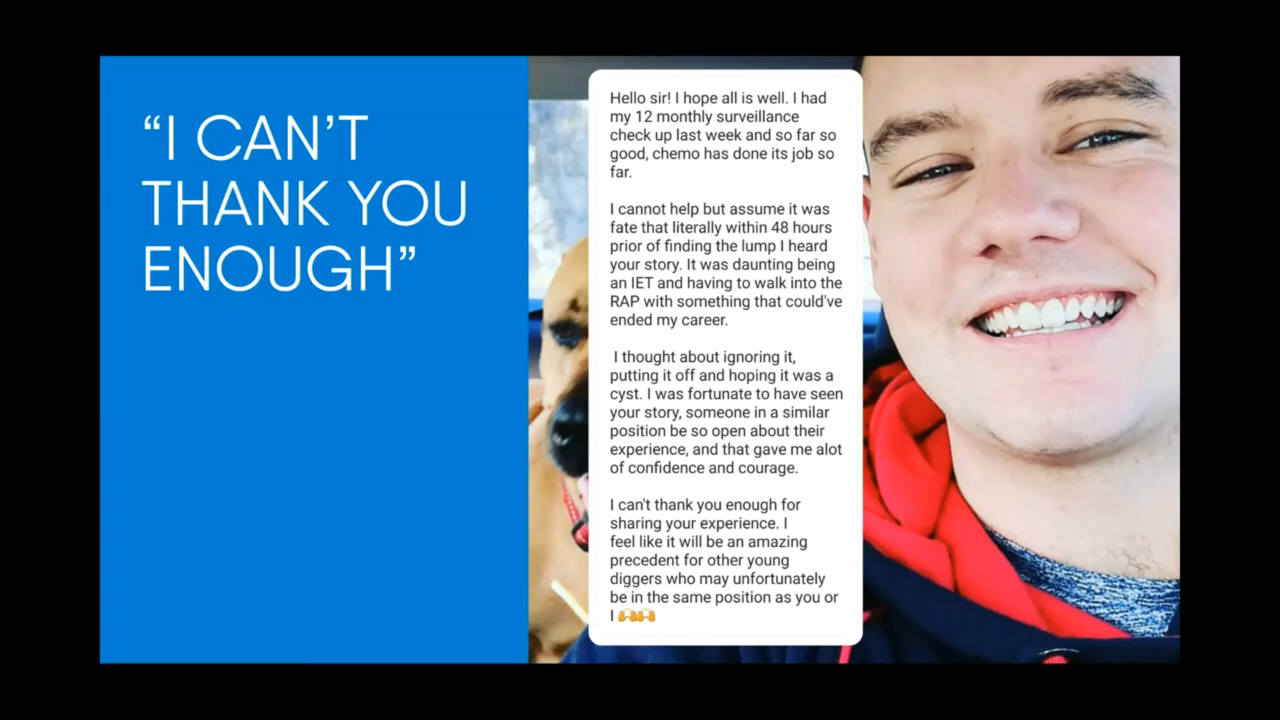 “I CAN’T
THANK YOU
ENOUGH”
Hello sir! I hope all is well. I had
my 12 monthly surveillance
check up last week and so far so
good, chemo has done its job so
far.
I cannot help but assume it was
fate that literally within 48 hours
prior of finding the lump I heard
your story. It was daunting being
an IET and having to walk into the
RAP with something that could've
ended my career.
I thought about ignoring it,
putting it off and hoping it was a
cyst. I was fortunate to have seen
your story, someone in a similar
position be so open about their
experience, and that gave me alot
of confidence and courage.
I can't thank you enough for
sharing your experience. I
feel like it will be an amazing
precedent for other young
diggers who may unfortunately
be in the same position as you or
I 🍻🍻